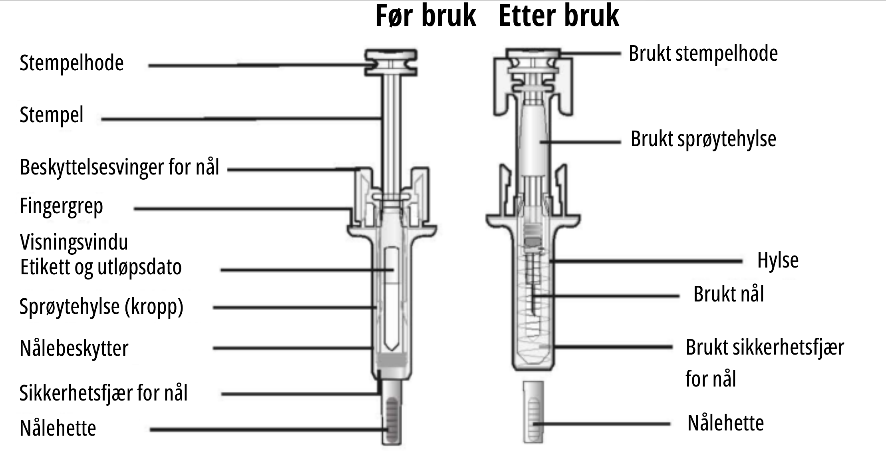 Før bruk Etter bruk
Stempelhode
Stempel
Beskyttelsesvinger for nål
Fingergrep
Visningsvindu
Etikett og utløpsdato
Sprøytehylse (kropp)
Nålebeskytter
Sikkerhetsfjær for nål
Nålehette
Brukt stempelhode
Brukt sprøytehylse
Hylse
Brukt nål
Brukt sikkerhetsfjær
for nål
Nålehette